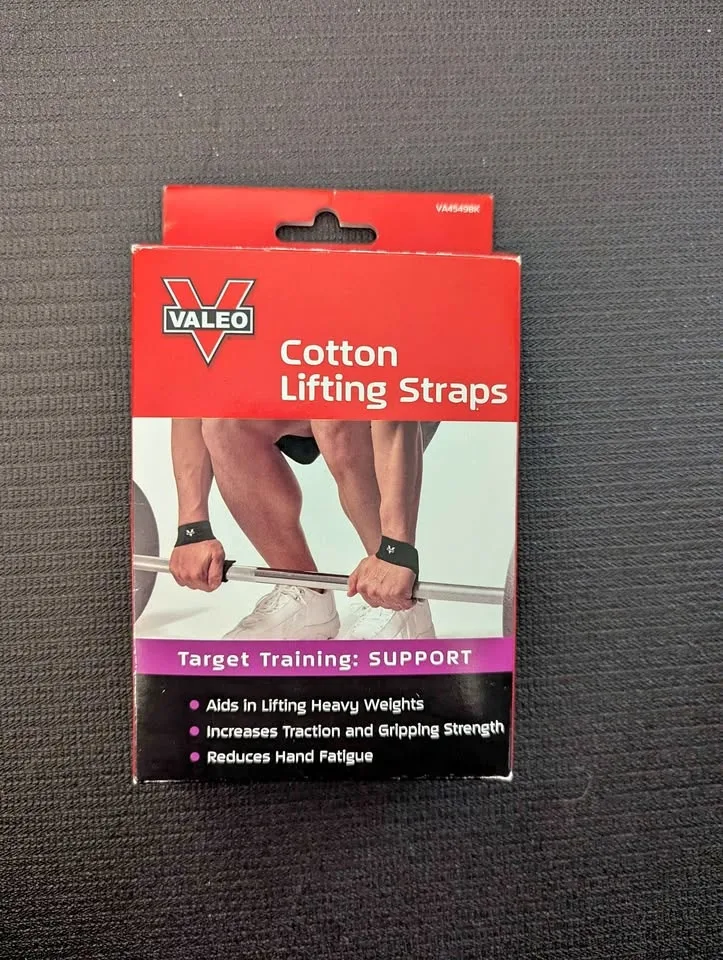 VA4549BK
VALEO
Cotton
Lifting Straps
Target Training: SUPPORT
Aids in Lifting Heavy Weights
Increases Traction and Gripping Strength
Reduces Hand Fatigue